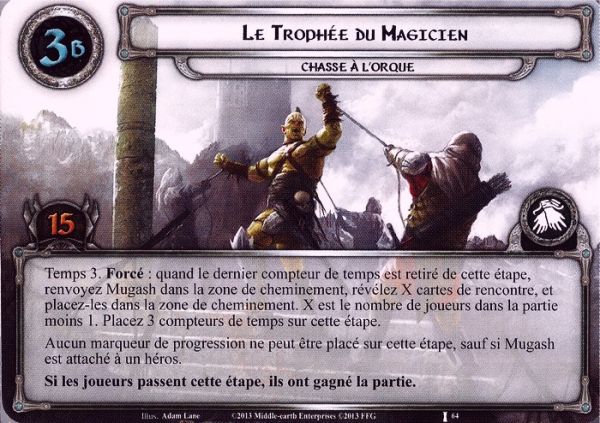 3B
LE TROPHÉE DU MAGICIEN
CHASSE À L'ORQUE
15
Temps 3. Forcé : quand le dernier compteur de temps est retiré de cette étape,
renvoyez Mugash dans la zone de cheminement, révélez X cartes de rencontre, et
placez-les dans la zone de cheminement. X est le nombre de joueurs dans la partie
moins 1. Placez 3 compteurs de temps sur cette étape.
Aucun marqueur de progression ne peut être placé sur cette étape, sauf si Mugash
est attaché à un héros.
Si les joueurs passent cette étape, ils ont gagné la partie.
Illus. Adam Lane ©2013 Middle-earth Enterprises ©2013 FFG 64